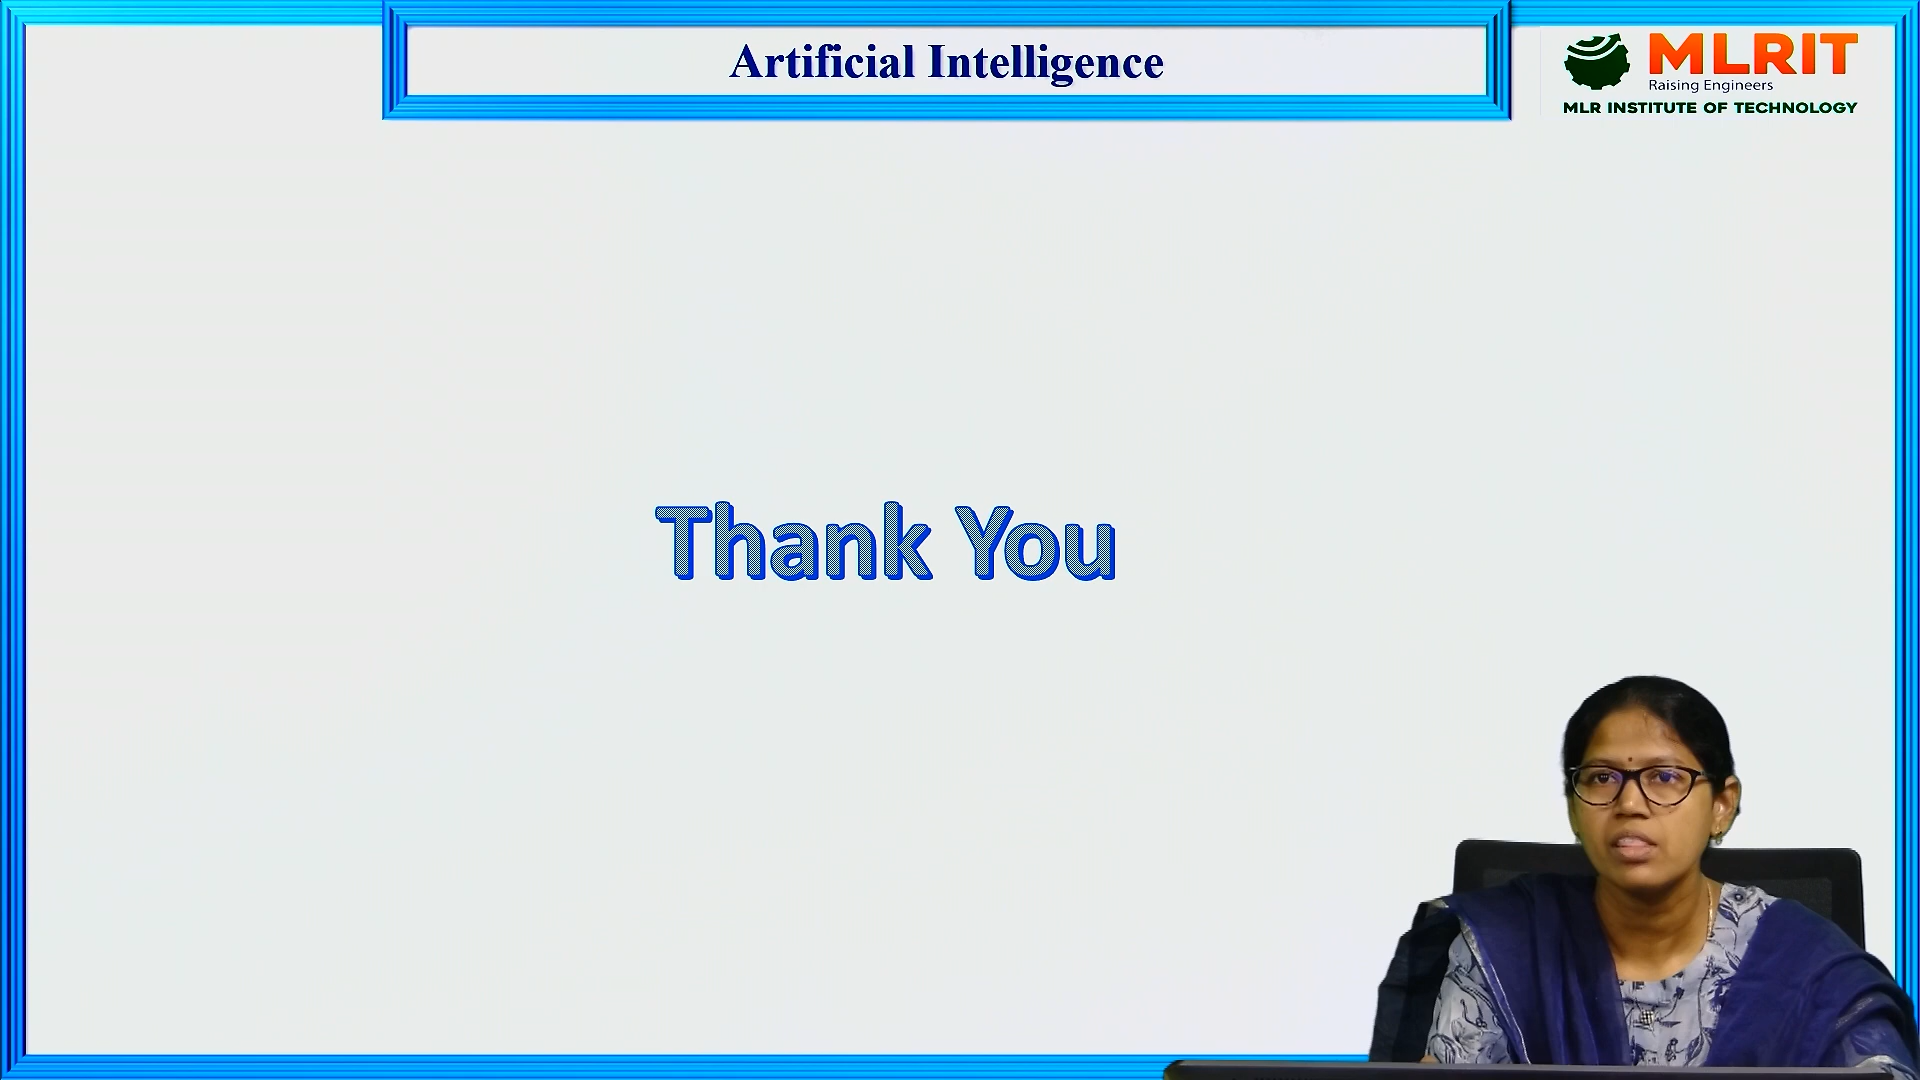 Artificial Intelligence
MLRIT
Raising Engineers
MLR INSTITUTE OF TECHNOLOGY
Thank You